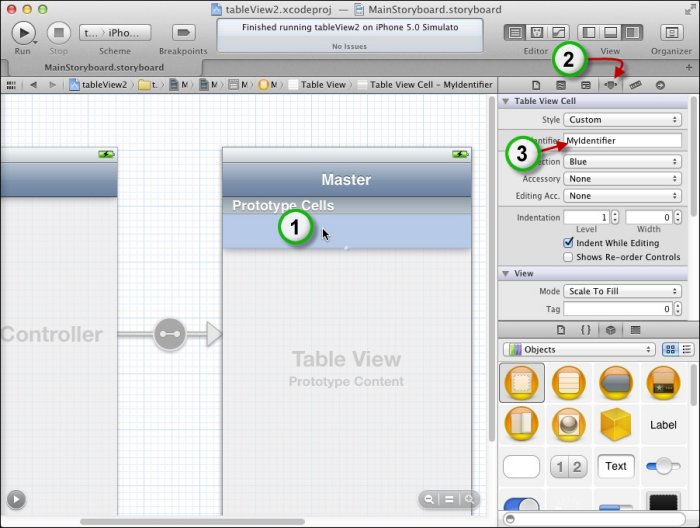 tableView2.xcodeproj — MainStoryboard.storyboard
Finished running tableView2 on iPhone 5.0 Simulato
No Issues
t... iPh...
Run
Stop
Scheme
Breakpoints
Editor
View
Organizer
2
MainStoryboard.storyboard
tableView2
t...
M
M
M
M
Table View
Table View Cell - MyIdentifier
Table View Cell
Style
Custom
entifier
MyIdentifier
3
ection
Blue
Accessory
None
Editing Acc.
None
Indentation
1
0
Level
Width
Indent While Editing
Shows Re-order Controls
View
Mode
Scale To Fill
Tag
0
Master
Prototype Cells
1
Controller
Table View
Prototype Content
Objects
Label
1 2
Text